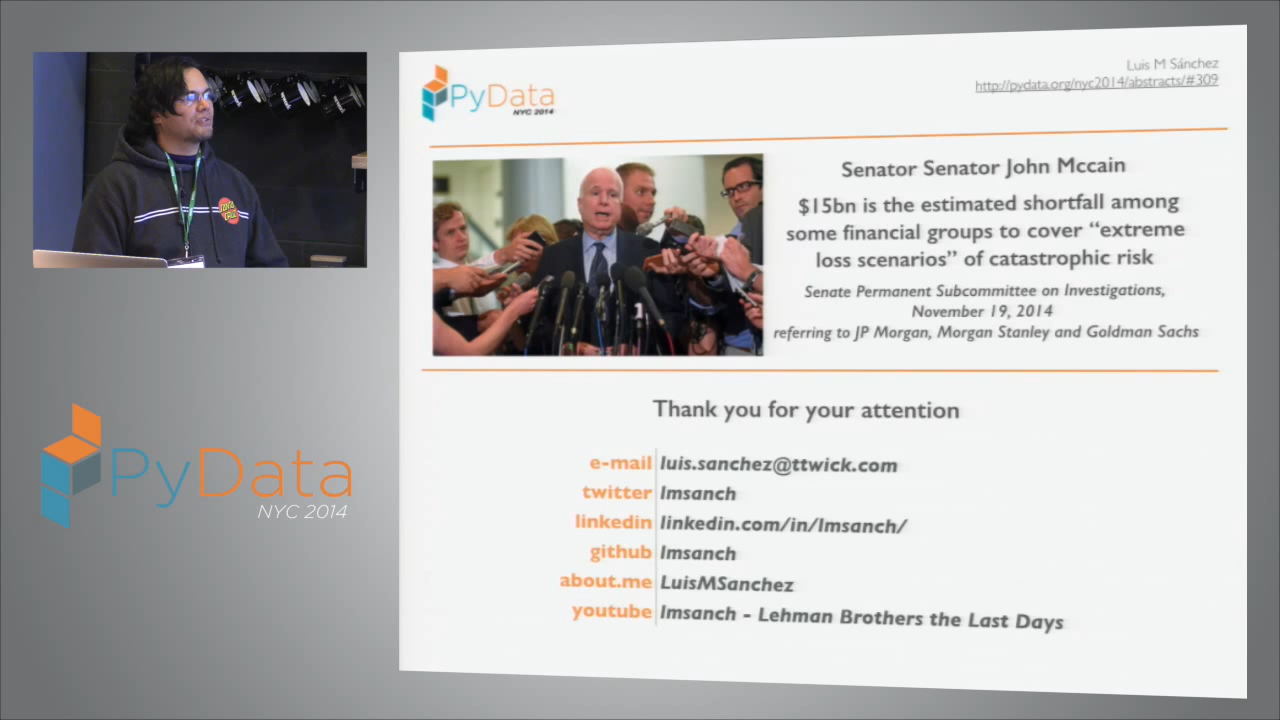 Luis M Sánchez
http://pydata.org/nyc2014/abstracts/#309
PyData
NYC 2014
Senator Senator John Mccain
$15bn is the estimated shortfall among
some financial groups to cover “extreme
loss scenarios” of catastrophic risk
Senate Permanent Subcommittee on Investigations,
November 19, 2014
referring to JP Morgan, Morgan Stanley and Goldman Sachs
Thank you for your attention
e-mail luis.sanchez@ttwick.com
twitter lmsanch
linkedin linkedin.com/in/lmsanch/
github lmsanch
about.me LuisMSanchez
youtube lmsanch - Lehman Brothers the Last Days
PyData
NYC 2014
SANTA
CRUZ